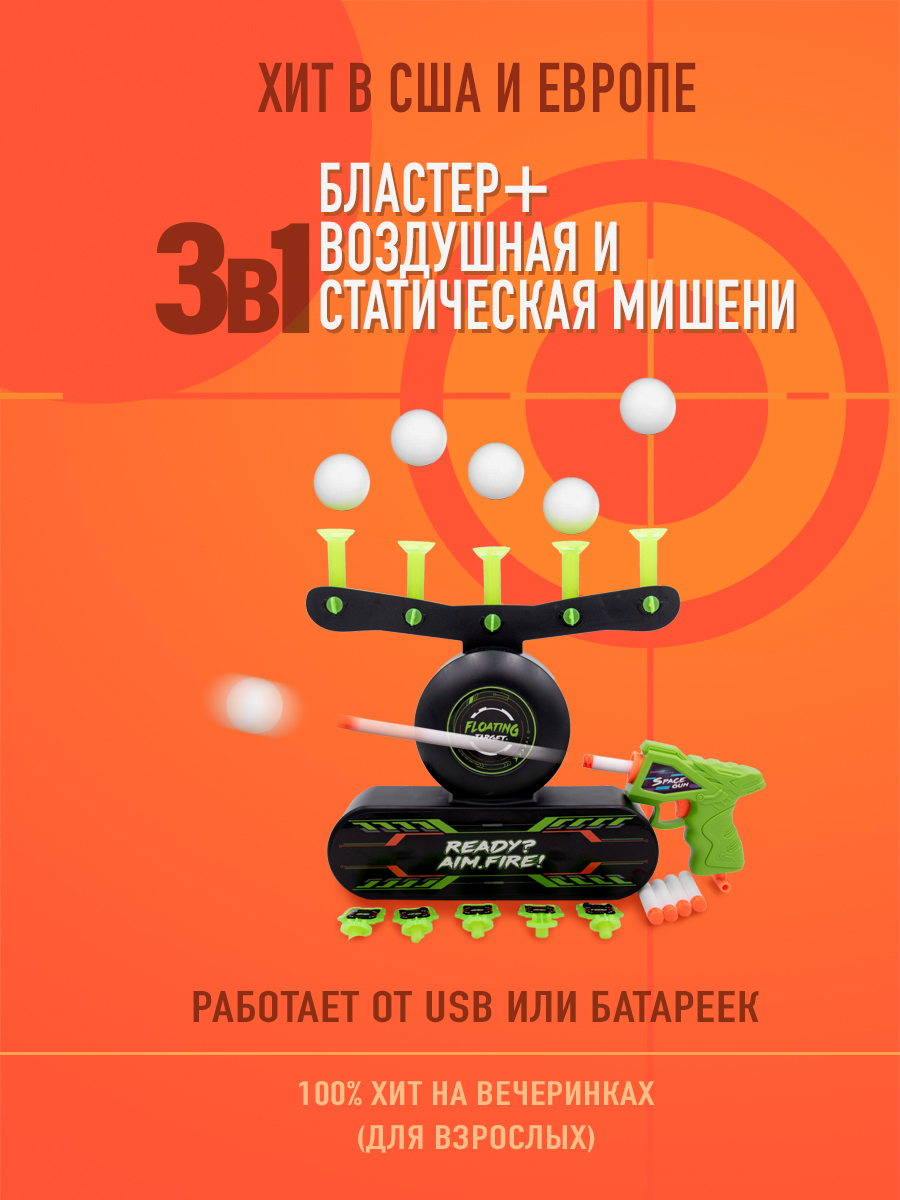 ХИТ В США И ЕВРОПЕ
3В1
БЛАСТЕР+
ВОЗДУШНАЯ И
СТАТИЧЕСКАЯ МИШЕНИ
FLOATING
TARGET
SPACE
GUN
READY?
AIM.FIRE!
РАБОТАЕТ ОТ USB ИЛИ БАТАРЕЕК
100% ХИТ НА ВЕЧЕРИНКАХ
(ДЛЯ ВЗРОСЛЫХ)